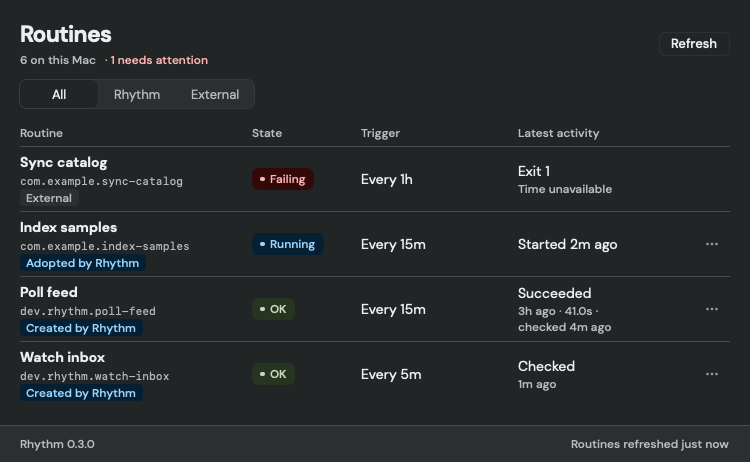 Routines
6 on this Mac · 1 needs attention
Refresh
All Rhythm External
Routine State Trigger Latest activity
Sync catalog
com.example.sync-catalog
External
• Failing
Every 1h
Exit 1
Time unavailable
Index samples
com.example.index-samples
Adopted by Rhythm
• Running
Every 15m
Started 2m ago
···
Poll feed
dev.rhythm.poll-feed
Created by Rhythm
• OK
Every 15m
Succeeded
3h ago · 41.0s ·
checked 4m ago
···
Watch inbox
dev.rhythm.watch-inbox
Created by Rhythm
• OK
Every 5m
Checked
1m ago
···
Rhythm 0.3.0
Routines refreshed just now